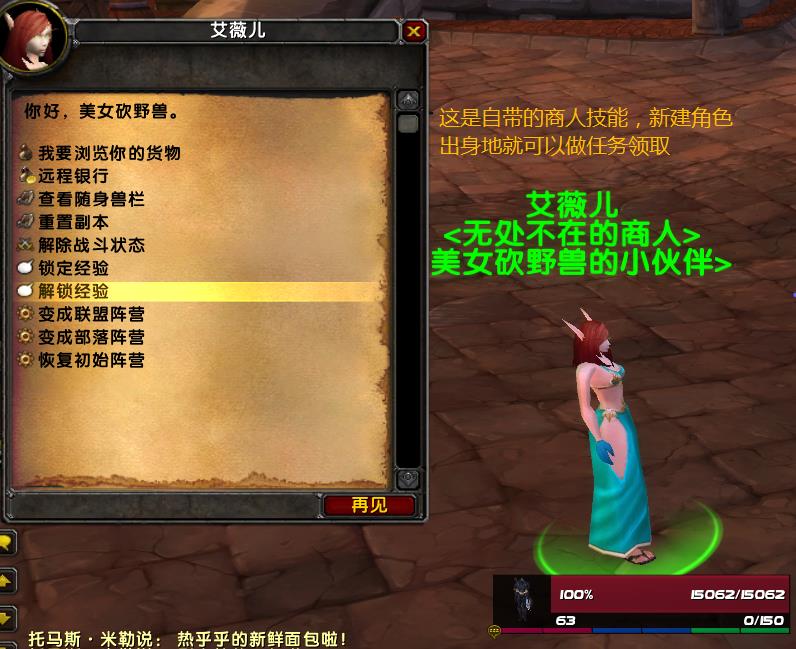 艾薇儿
你好，美女砍野兽。
我要浏览你的货物
远程银行
查看随身兽栏
重置副本
解除战斗状态
锁定经验
解锁经验
变成联盟阵营
变成部落阵营
恢复初始阵营
再见
这是自带的商人技能，新建角色
出身地就可以做任务领取
艾薇儿
<无处不在的商人>
美女砍野兽的小伙伴>
100% 15062/15062
63 0/150
托马斯·米勒说： 热乎乎的新鲜面包啦！